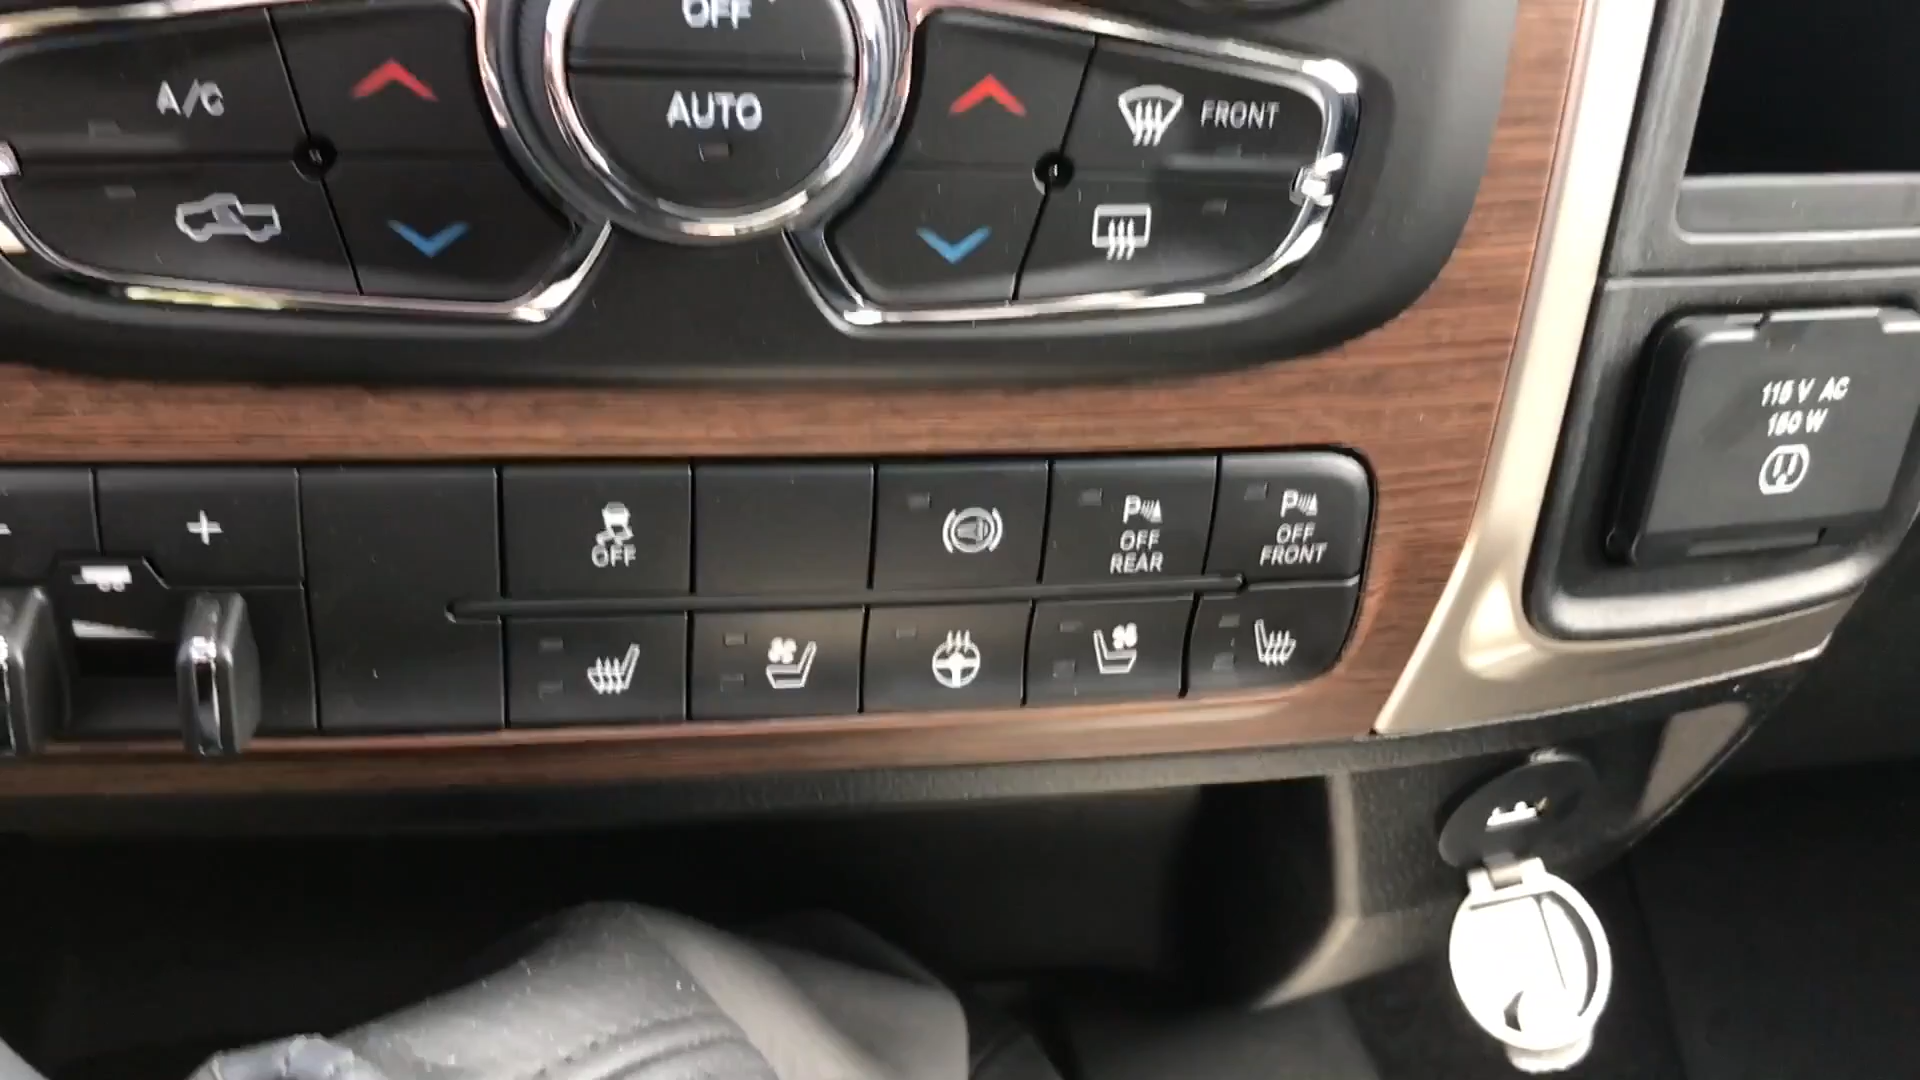 OFF
A/C
AUTO
FRONT
115 V AC
150 W
OFF
P
OFF
REAR
P
OFF
FRONT